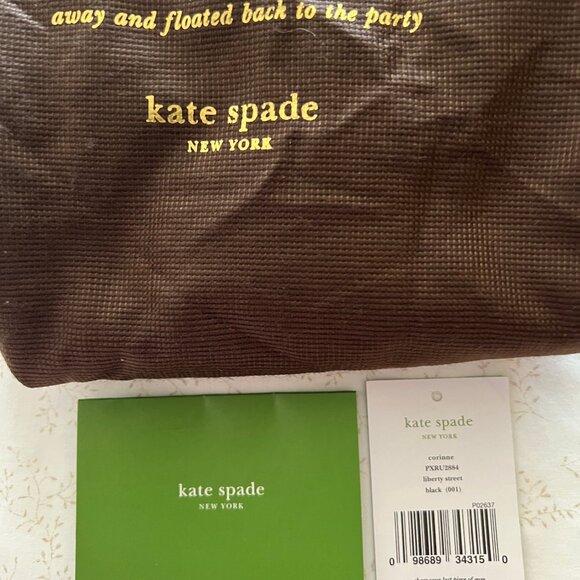 away and floated back to the party
kate spade
NEW YORK
kate spade
NEW YORK
kate spade
NEW YORK
corinne
PXRU2884
liberty street
black (001)
P02637
0 98689 34315 0